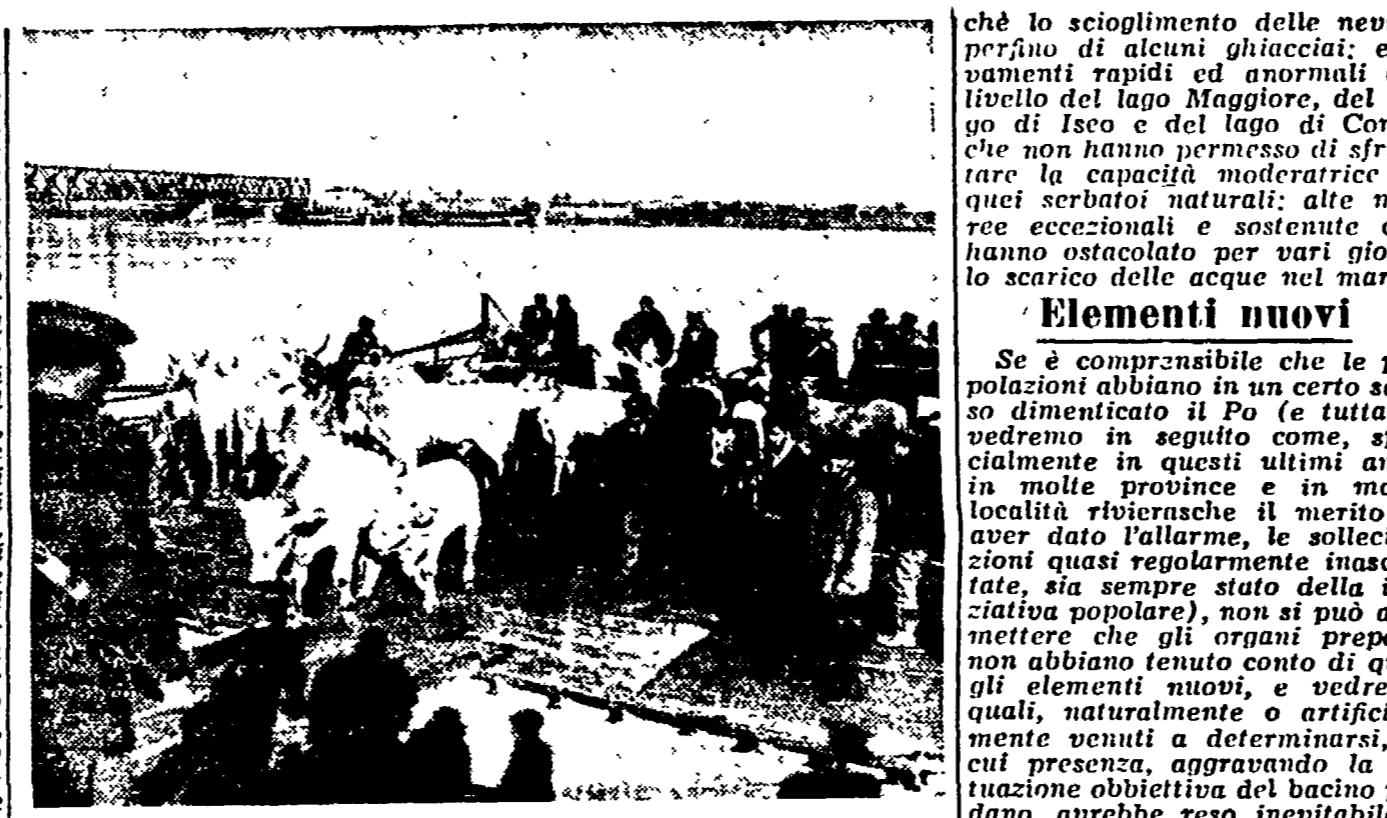 chè lo scioglimento delle nev
perfino di alcuni ghiacciai; e
vamenti rapidi ed anormali
livello del lago Maggiore, del
go di Iseo e del lago di Co
che non hanno permesso di sfr
tare la capacità moderatrice
quei serbatoi naturali; alte m
ree eccezionali e sostenute
hanno ostacolato per vari gio
lo scarico delle acque nel mar
Elementi nuovi
Se è comprensibile che le p
polazioni abbiano in un certo se
so dimenticato il Po (e tutta
vedremo in seguito come, sp
cialmente in questi ultimi an
in molte province e in mo
località rivierasche il merito
aver dato l'allarme, le solleci
zioni quasi regolarmente inasc
tate, sia sempre stato della i
ziativa popolare), non si può a
mettere che gli organi prepo
non abbiano tenuto conto di qu
gli elementi nuovi, e vedre
quali, naturalmente o artifici
mente venuti a determinarsi,
cui presenza, aggravando la
tuazione obbiettiva del bacino
dano, avrebbe reso inevitabile